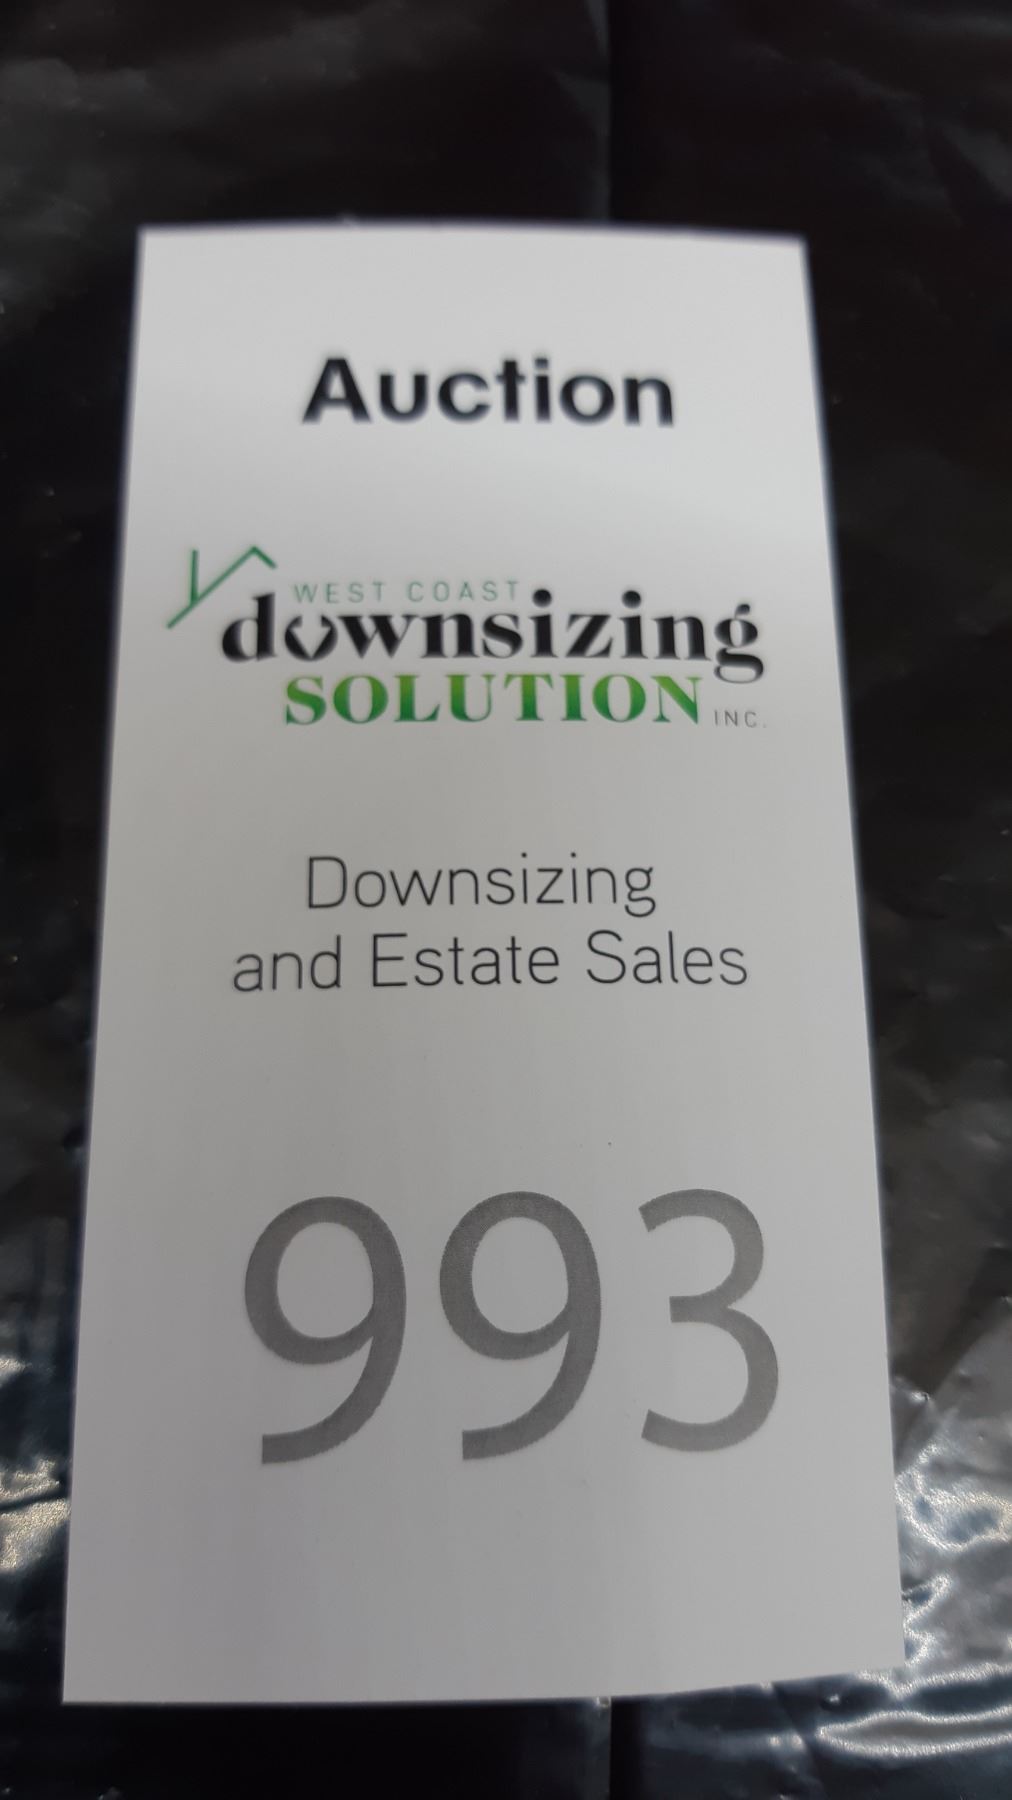 Auction
WEST COAST
downsizing
SOLUTION INC.
Downsizing
and Estate Sales
993